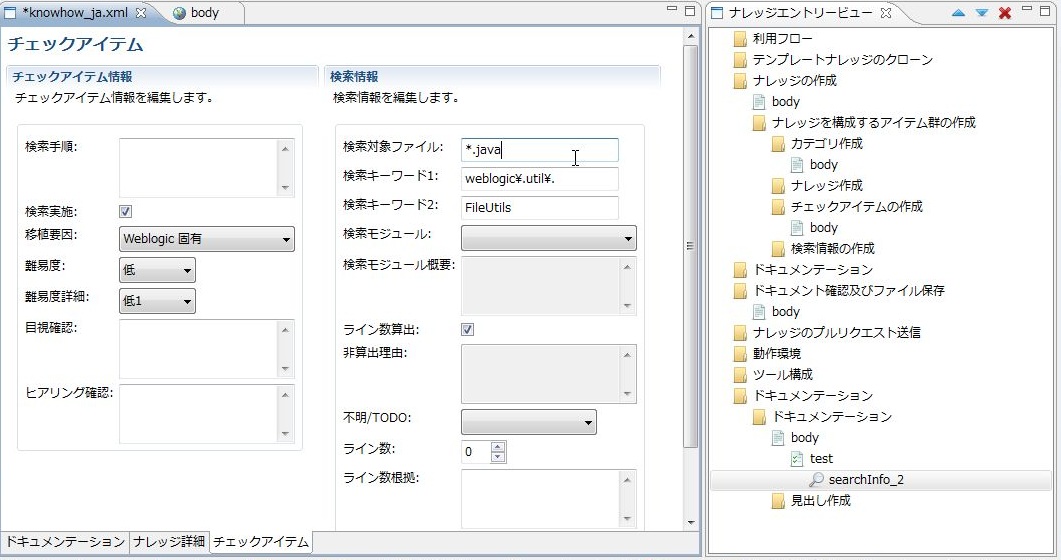 *knowhow_ja.xml
body
チェックアイテム
チェックアイテム情報
チェックアイテム情報を編集します。
検索手順:
検索実施:
移植要因: Weblogic 固有
難易度: 低
難易度詳細: 低1
目視確認:
ヒアリング確認:
検索情報
検索情報を編集します。
検索対象ファイル: *.java
検索キーワード1: weblogic¥.util¥.
検索キーワード2: FileUtils
検索モジュール:
検索モジュール概要:
ライン数算出:
非算出理由:
不明/TODO:
ライン数: 0
ライン数根拠:
ドキュメンテーション ナレッジ詳細 チェックアイテム
ナレッジエントリービュー
利用フロー
テンプレートナレッジのクローン
ナレッジの作成
body
ナレッジを構成するアイテム群の作成
カテゴリ作成
body
ナレッジ作成
チェックアイテムの作成
body
検索情報の作成
ドキュメンテーション
ドキュメント確認及びファイル保存
body
ナレッジのプルリクエスト送信
動作環境
ツール構成
ドキュメンテーション
ドキュメンテーション
body
test
searchInfo_2
見出し作成